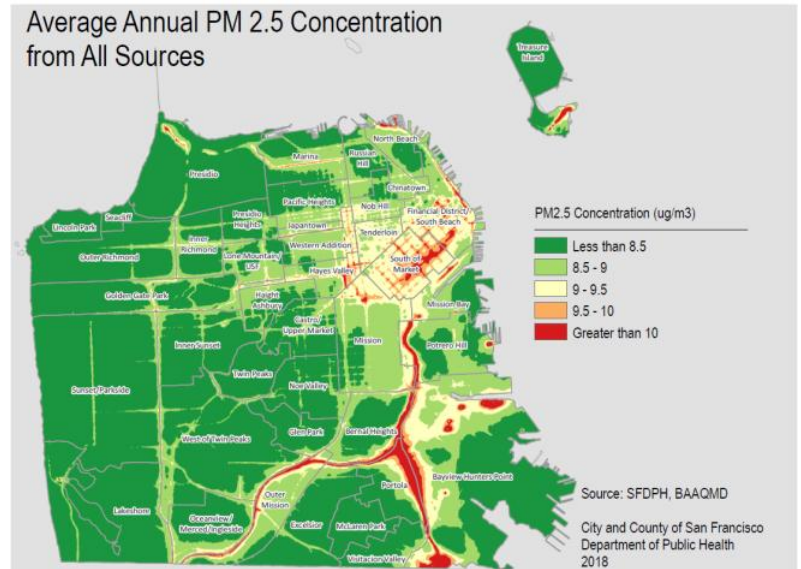 Average Annual PM 2.5 Concentration
from All Sources
Treasure
Island
North Beach
Marina
Russian
Hill
Presidio
Chinatown
Pacific Heights
Nob Hill
Financial District/
South Beach
Seacliff
Presidio
Heights
Japantown
Tenderloin
Lincoln Park
Inner
Richmond
Western Addition
Outer Richmond
Lone Mountain/
USF
South of
Market
Hayes Valley
Golden Gate Park
Haight
Ashbury
Mission Bay
Castro/
Upper Market
Mission
Potrero Hill
Inner Sunset
Twin Peaks
Sunset/Parkside
Noe Valley
West of Twin Peaks
Glen Park
Bernal Heights
Bayview Hunters Point
Portola
Outer
Mission
Lakeshore
Oceanview/
Merced/Ingleside
Excelsior
McLaren Park
Visitacion Valley
PM2.5 Concentration (ug/m3)
Less than 8.5
8.5 - 9
9 - 9.5
9.5 - 10
Greater than 10
Source: SFDPH, BAAQMD
City and County of San Francisco
Department of Public Health
2018